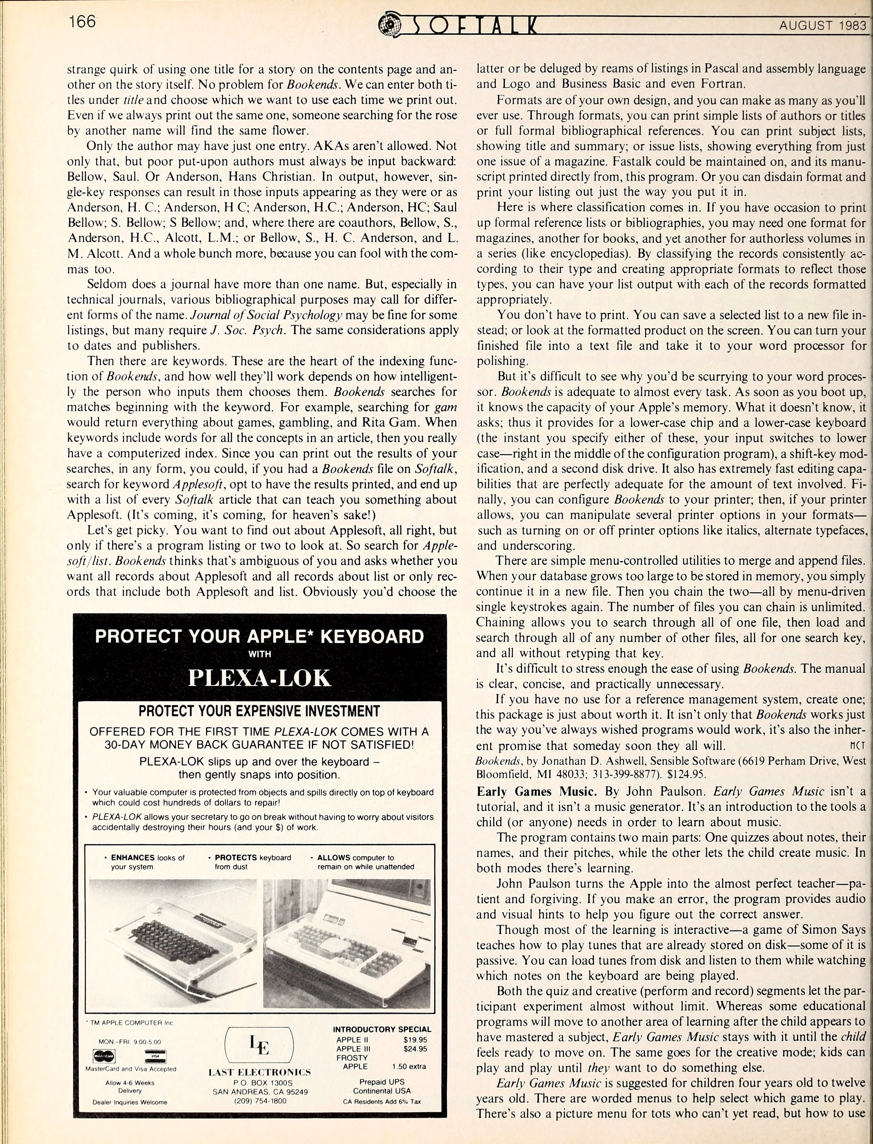 166
SOFTALK
AUGUST 1983
strange quirk of using one title for a story on the contents page and an-
other on the story itself. No problem for Bookends. We can enter both ti-
tles under title and choose which we want to use each time we print out.
Even if we always print out the same one, someone searching for the rose
by another name will find the same flower.
Only the author may have just one entry. AKAs aren't allowed. Not
only that, but poor put-upon authors must always be input backward:
Bellow, Saul. Or Anderson, Hans Christian. In output, however, sin-
gle-key responses can result in those inputs appearing as they were or as
Anderson, H. C.; Anderson, H C; Anderson, H.C.; Anderson, HC; Saul
Bellow; S. Bellow; S Bellow; and, where there are coauthors, Bellow, S.,
Anderson, H.C., Alcott, L.M.; or Bellow, S., H. C. Anderson, and L.
M. Alcott. And a whole bunch more, because you can fool with the com-
mas too.
Seldom does a journal have more than one name. But, especially in
technical journals, various bibliographical purposes may call for differ-
ent forms of the name. Journal of Social Psychology may be fine for some
listings, but many require J. Soc. Psych. The same considerations apply
to dates and publishers.
Then there are keywords. These are the heart of the indexing func-
tion of Bookends, and how well they'll work depends on how intelligent-
ly the person who inputs them chooses them. Bookends searches for
matches beginning with the keyword. For example, searching for gam
would return everything about games, gambling, and Rita Gam. When
keywords include words for all the concepts in an article, then you really
have a computerized index. Since you can print out the results of your
searches, in any form, you could, if you had a Bookends file on Softalk,
search for keyword Applesoft, opt to have the results printed, and end up
with a list of every Softalk article that can teach you something about
Applesoft. (It's coming, it's coming, for heaven's sake!)
Let's get picky. You want to find out about Applesoft, all right, but
only if there's a program listing or two to look at. So search for Apple-
soft/list. Bookends thinks that's ambiguous of you and asks whether you
want all records about Applesoft and all records about list or only rec-
ords that include both Applesoft and list. Obviously you'd choose the
PROTECT YOUR APPLE* KEYBOARD
WITH
PLEXA-LOK
PROTECT YOUR EXPENSIVE INVESTMENT
OFFERED FOR THE FIRST TIME PLEXA-LOK COMES WITH A
30-DAY MONEY BACK GUARANTEE IF NOT SATISFIED!
PLEXA-LOK slips up and over the keyboard –
then gently snaps into position.
• Your valuable computer is protected from objects and spills directly on top of keyboard
which could cost hundreds of dollars to repair!
• PLEXA-LOK allows your secretary to go on break without having to worry about visitors
accidentally destroying their hours (and your $) of work.
• ENHANCES looks of
your system
• PROTECTS keyboard
from dust
• ALLOWS computer to
remain on while unattended
* TM APPLE COMPUTER Inc.
MON.-FRI. 9:00-5:00
MasterCard and Visa Accepted
Allow 4-6 Weeks
Delivery
Dealer Inquiries Welcome
LE
LAST ELECTRONICS
P.O. BOX 1300S
SAN ANDREAS, CA 95249
(209) 754-1800
INTRODUCTORY SPECIAL
APPLE II $19.95
APPLE III $24.95
FROSTY
APPLE 1.50 extra
Prepaid UPS
Continental USA
CA Residents Add 6% Tax
latter or be deluged by reams of listings in Pascal and assembly language
and Logo and Business Basic and even Fortran.
Formats are of your own design, and you can make as many as you'll
ever use. Through formats, you can print simple lists of authors or titles
or full formal bibliographical references. You can print subject lists,
showing title and summary; or issue lists, showing everything from just
one issue of a magazine. Fastalk could be maintained on, and its manu-
script printed directly from, this program. Or you can disdain format and
print your listing out just the way you put it in.
Here is where classification comes in. If you have occasion to print
up formal reference lists or bibliographies, you may need one format for
magazines, another for books, and yet another for authorless volumes in
a series (like encyclopedias). By classifying the records consistently ac-
cording to their type and creating appropriate formats to reflect those
types, you can have your list output with each of the records formatted
appropriately.
You don't have to print. You can save a selected list to a new file in-
stead; or look at the formatted product on the screen. You can turn your
finished file into a text file and take it to your word processor for
polishing.
But it's difficult to see why you'd be scurrying to your word proces-
sor. Bookends is adequate to almost every task. As soon as you boot up,
it knows the capacity of your Apple's memory. What it doesn't know, it
asks; thus it provides for a lower-case chip and a lower-case keyboard
(the instant you specify either of these, your input switches to lower
case—right in the middle of the configuration program), a shift-key mod-
ification, and a second disk drive. It also has extremely fast editing capa-
bilities that are perfectly adequate for the amount of text involved. Fi-
nally, you can configure Bookends to your printer; then, if your printer
allows, you can manipulate several printer options in your formats—
such as turning on or off printer options like italics, alternate typefaces,
and underscoring.
There are simple menu-controlled utilities to merge and append files.
When your database grows too large to be stored in memory, you simply
continue it in a new file. Then you chain the two—all by menu-driven
single keystrokes again. The number of files you can chain is unlimited.
Chaining allows you to search through all of one file, then load and
search through all of any number of other files, all for one search key,
and all without retyping that key.
It's difficult to stress enough the ease of using Bookends. The manual
is clear, concise, and practically unnecessary.
If you have no use for a reference management system, create one;
this package is just about worth it. It isn't only that Bookends works just
the way you've always wished programs would work, it's also the inher-
ent promise that someday soon they all will. MCT
Bookends, by Jonathan D. Ashwell, Sensible Software (6619 Perham Drive, West
Bloomfield, MI 48033; 313-399-8877). $124.95.
Early Games Music. By John Paulson. Early Games Music isn't a
tutorial, and it isn't a music generator. It's an introduction to the tools a
child (or anyone) needs in order to learn about music.
The program contains two main parts: One quizzes about notes, their
names, and their pitches, while the other lets the child create music. In
both modes there's learning.
John Paulson turns the Apple into the almost perfect teacher—pa-
tient and forgiving. If you make an error, the program provides audio
and visual hints to help you figure out the correct answer.
Though most of the learning is interactive—a game of Simon Says
teaches how to play tunes that are already stored on disk—some of it is
passive. You can load tunes from disk and listen to them while watching
which notes on the keyboard are being played.
Both the quiz and creative (perform and record) segments let the par-
ticipant experiment almost without limit. Whereas some educational
programs will move to another area of learning after the child appears to
have mastered a subject, Early Games Music stays with it until the child
feels ready to move on. The same goes for the creative mode; kids can
play and play until they want to do something else.
Early Games Music is suggested for children four years old to twelve
years old. There are worded menus to help select which game to play.
There's also a picture menu for tots who can't yet read, but how to use